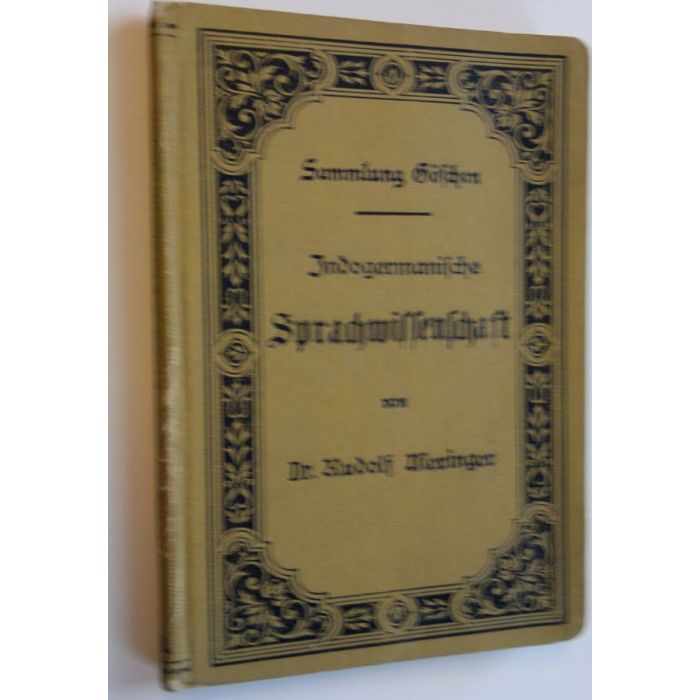 Sammlung Göschen
Indogermanische
Sprachwissenschaft
von
Dr. Rudolf Meringer